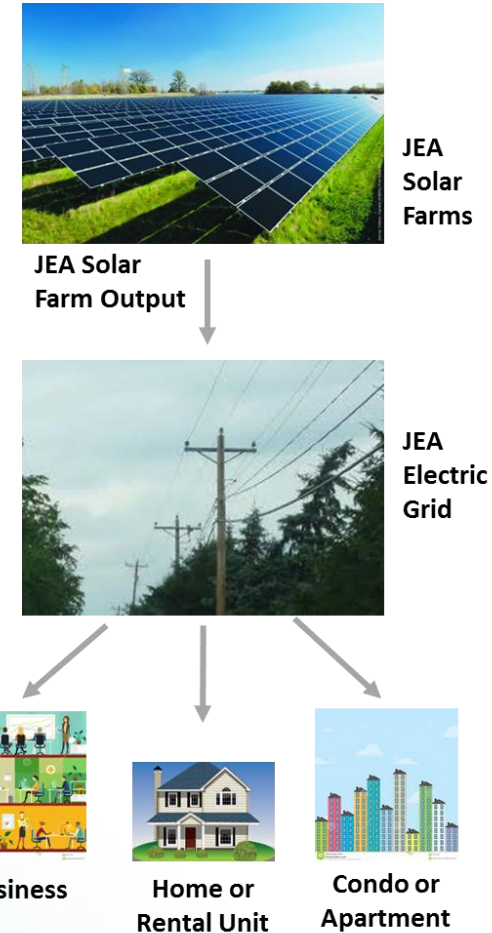 JEA
Solar
Farms
JEA Solar
Farm Output
JEA
Electric
Grid
siness
Home or
Rental Unit
Condo or
Apartment